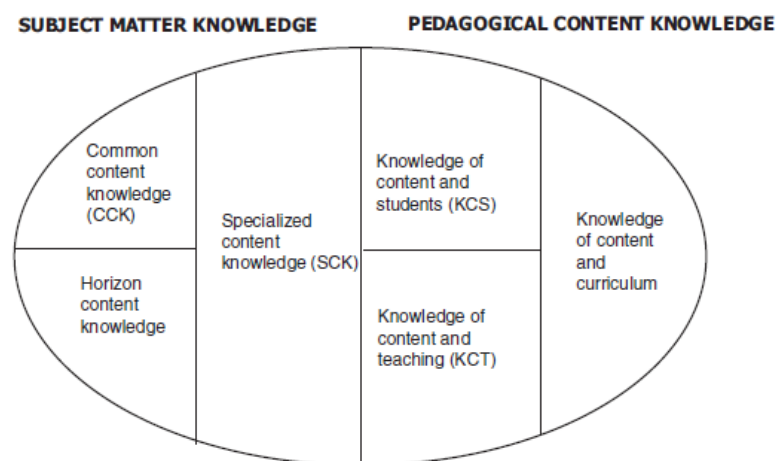 SUBJECT MATTER KNOWLEDGE
PEDAGOGICAL CONTENT KNOWLEDGE
Common
content
knowledge
(CCK)
Horizon
content
knowledge
Specialized
content
knowledge (SCK)
Knowledge of
content and
students (KCS)
Knowledge of
content and
teaching (KCT)
Knowledge
of content
and
curriculum